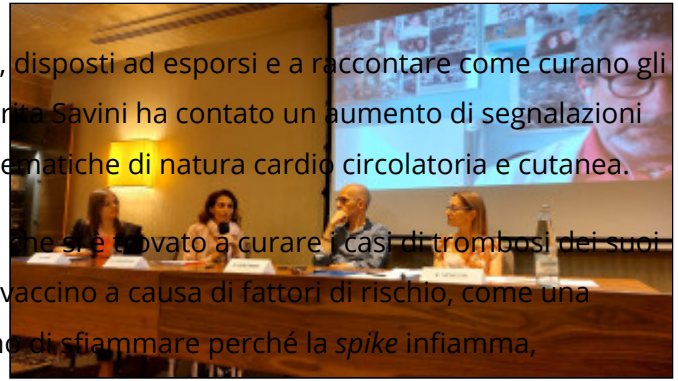 , disposti ad esporsi e a raccontare come curano gli
rita Savini ha contato un aumento di segnalazioni
ematiche di natura cardio circolatoria e cutanea.
che si è trovato a curare i casi di trombosi dei suoi
vaccino a causa di fattori di rischio, come una
di sfiammare perché la spike infiamma,